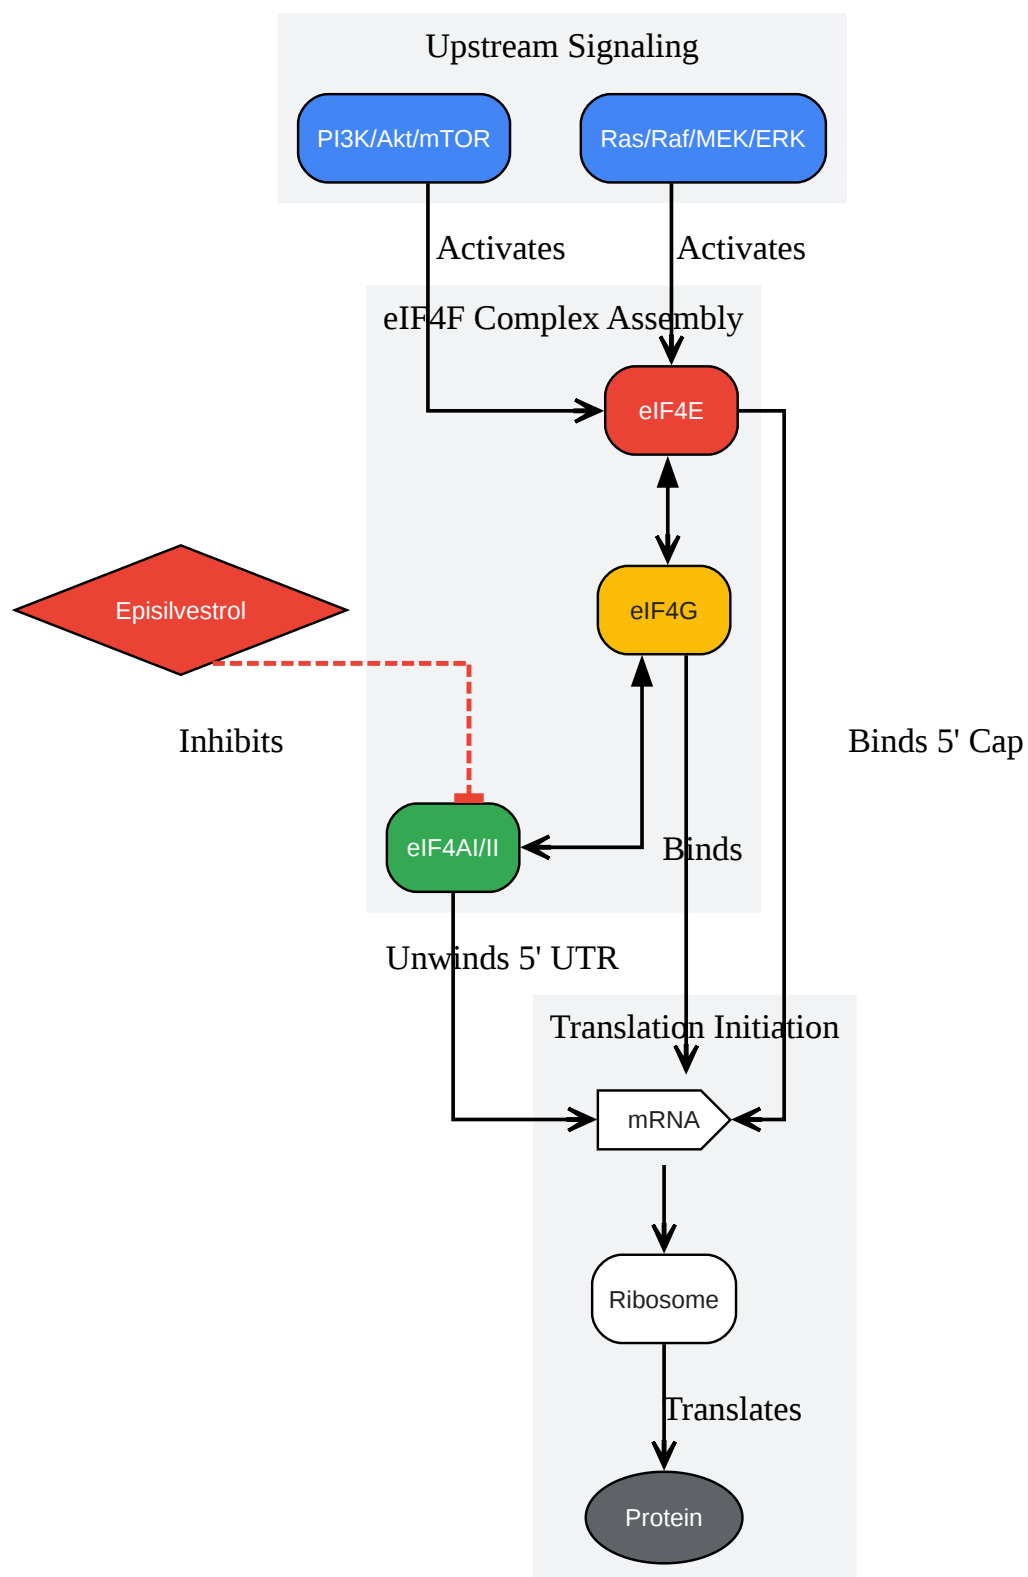 Upstream Signaling
PI3K/Akt/mTOR
Ras/Raf/MEK/ERK
Activates
Activates
eIF4F Complex Assembly
eIF4E
Episilvestrol
eIF4G
Inhibits
Binds 5' Cap
eIF4AI/II
Binds
Unwinds 5' UTR
Translation Initiation
mRNA
Ribosome
Translates
Protein